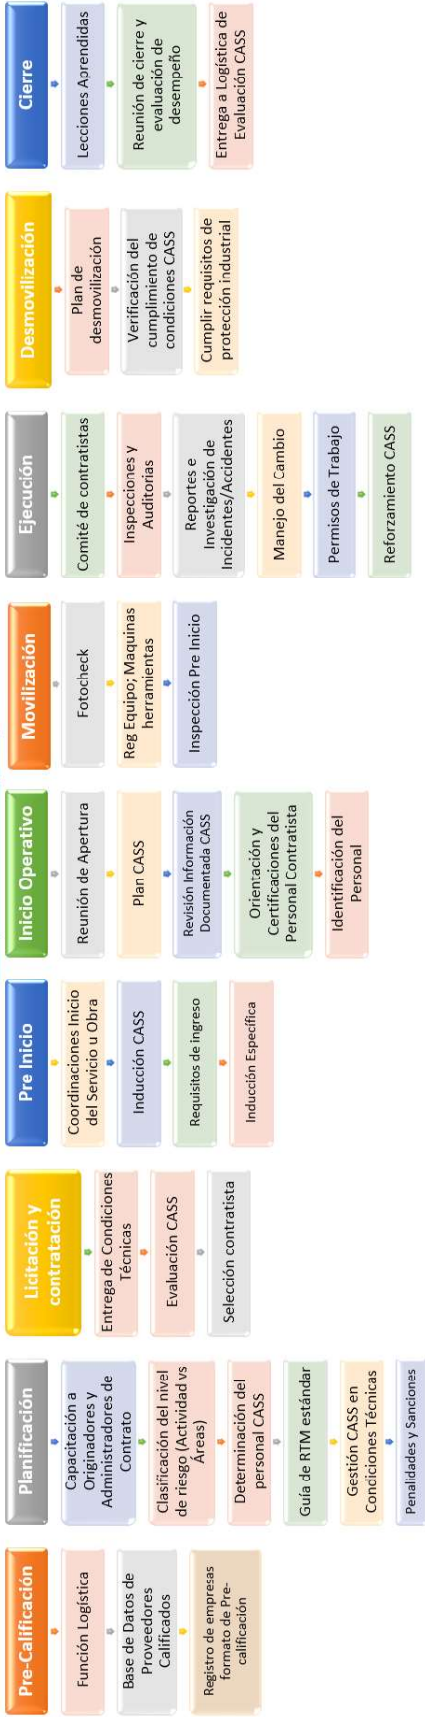 Pre-Calificación
Función Logística
Base de Datos de
Proveedores
Calificados
Registro de empresas
formato de Pre-
calificación
Planificación
Capacitación a
Originadores y
Administradores de
Contrato
Clasificación del nivel
de riesgo (Actividad vs
Áreas)
Determinación del
personal CASS
Guía de RTM estándar
Gestión CASS en
Condiciones Técnicas
Penalidades y Sanciones
Licitación y
contratación
Entrega de Condiciones
Técnicas
Evaluación CASS
Selección contratista
Pre Inicio
Coordinaciones Inicio
del Servicio u Obra
Inducción CASS
Requisitos de ingreso
Inducción Específica
Inicio Operativo
Reunión de Apertura
Plan CASS
Revisión Información
Documentada CASS
Orientación y
Certificaciones del
Personal Contratista
Identificación del
Personal
Movilización
Fotocheck
Reg Equipo; Maquinas
herramientas
Inspección Pre Inicio
Ejecución
Comité de contratistas
Inspecciones y
Auditorias
Reportes e
Investigación de
Incidentes/Accidentes
Manejo del Cambio
Permisos de Trabajo
Reforzamiento CASS
Desmovilización
Plan de
desmovilización
Verificación del
cumplimiento de
condiciones CASS
Cumplir requisitos de
protección industrial
Cierre
Lecciones Aprendidas
Reunión de cierre y
evaluación de
desempeño
Entrega a Logística de
Evaluación CASS